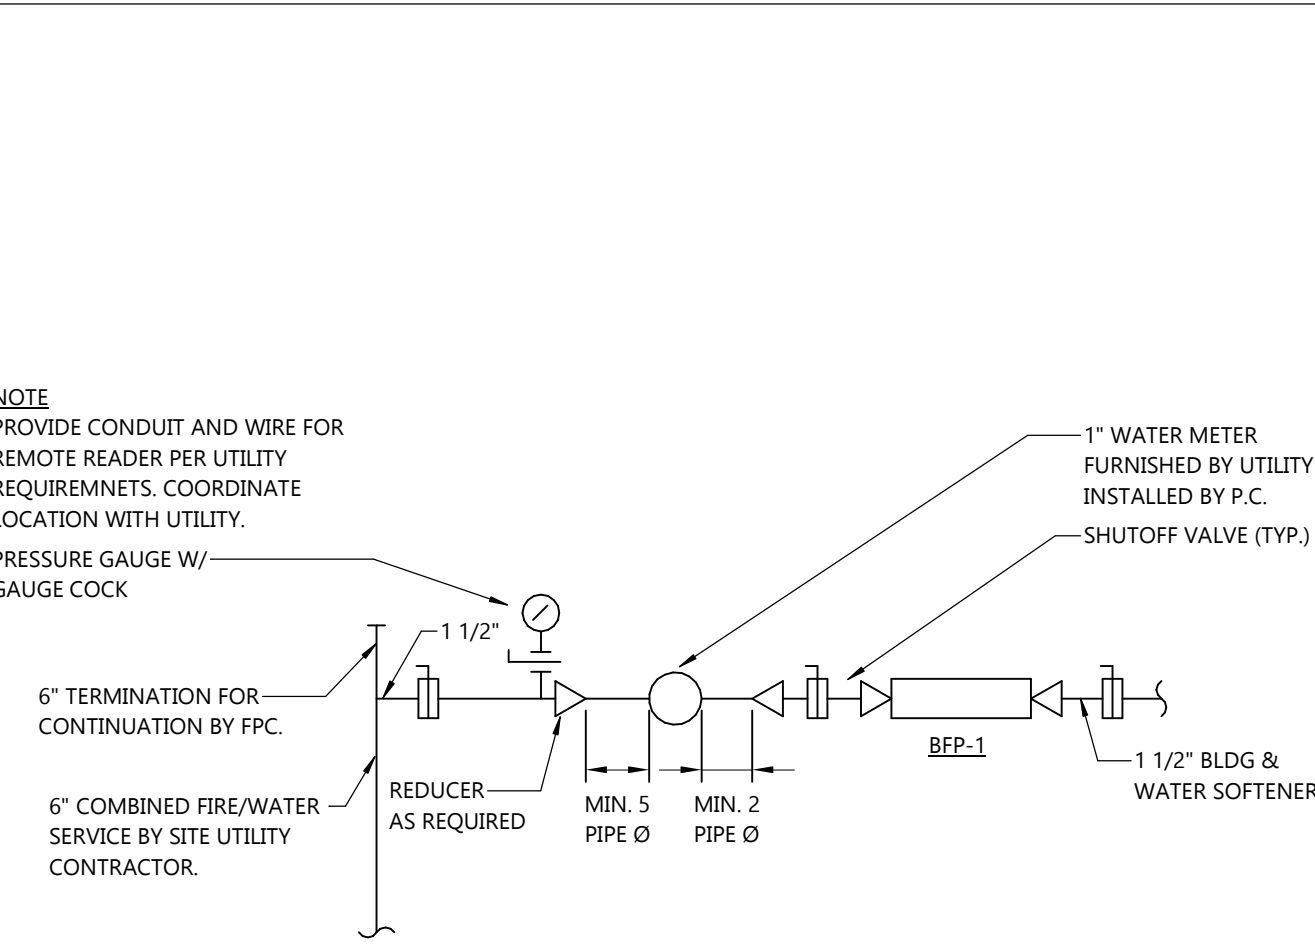 NOTE
PROVIDE CONDUIT AND WIRE FOR
REMOTE READER PER UTILITY
REQUIREMNETS. COORDINATE
LOCATION WITH UTILITY.
PRESSURE GAUGE W/
GAUGE COCK
1" WATER METER
FURNISHED BY UTILITY
INSTALLED BY P.C.
SHUTOFF VALVE (TYP.)
1 1/2"
6" TERMINATION FOR
CONTINUATION BY FPC.
6" COMBINED FIRE/WATER
SERVICE BY SITE UTILITY
CONTRACTOR.
REDUCER
AS REQUIRED
MIN. 5
PIPE Ø
MIN. 2
PIPE Ø
BFP-1
1 1/2" BLDG &
WATER SOFTENER